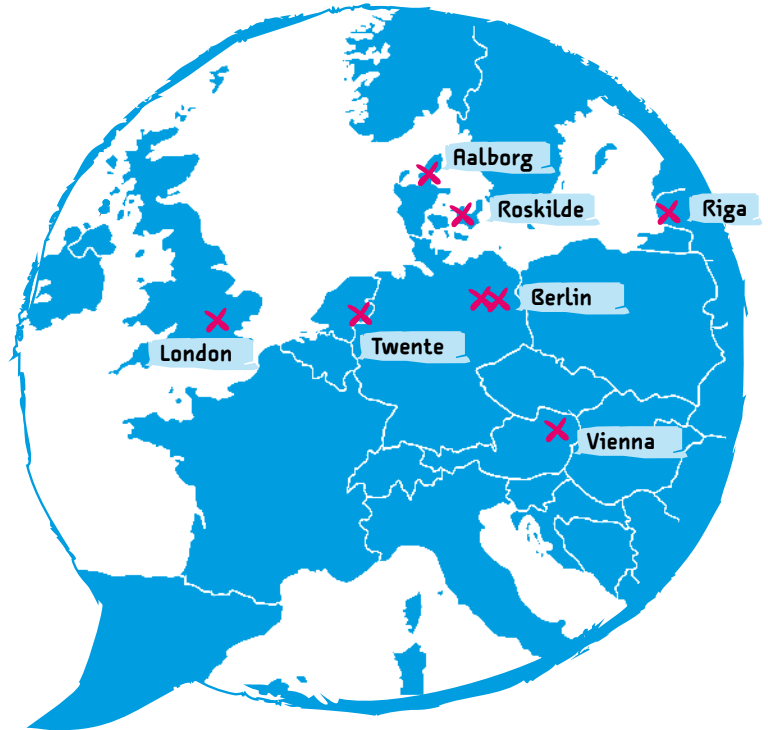 Aalborg
Roskilde
Riga
Berlin
London
Twente
Vienna